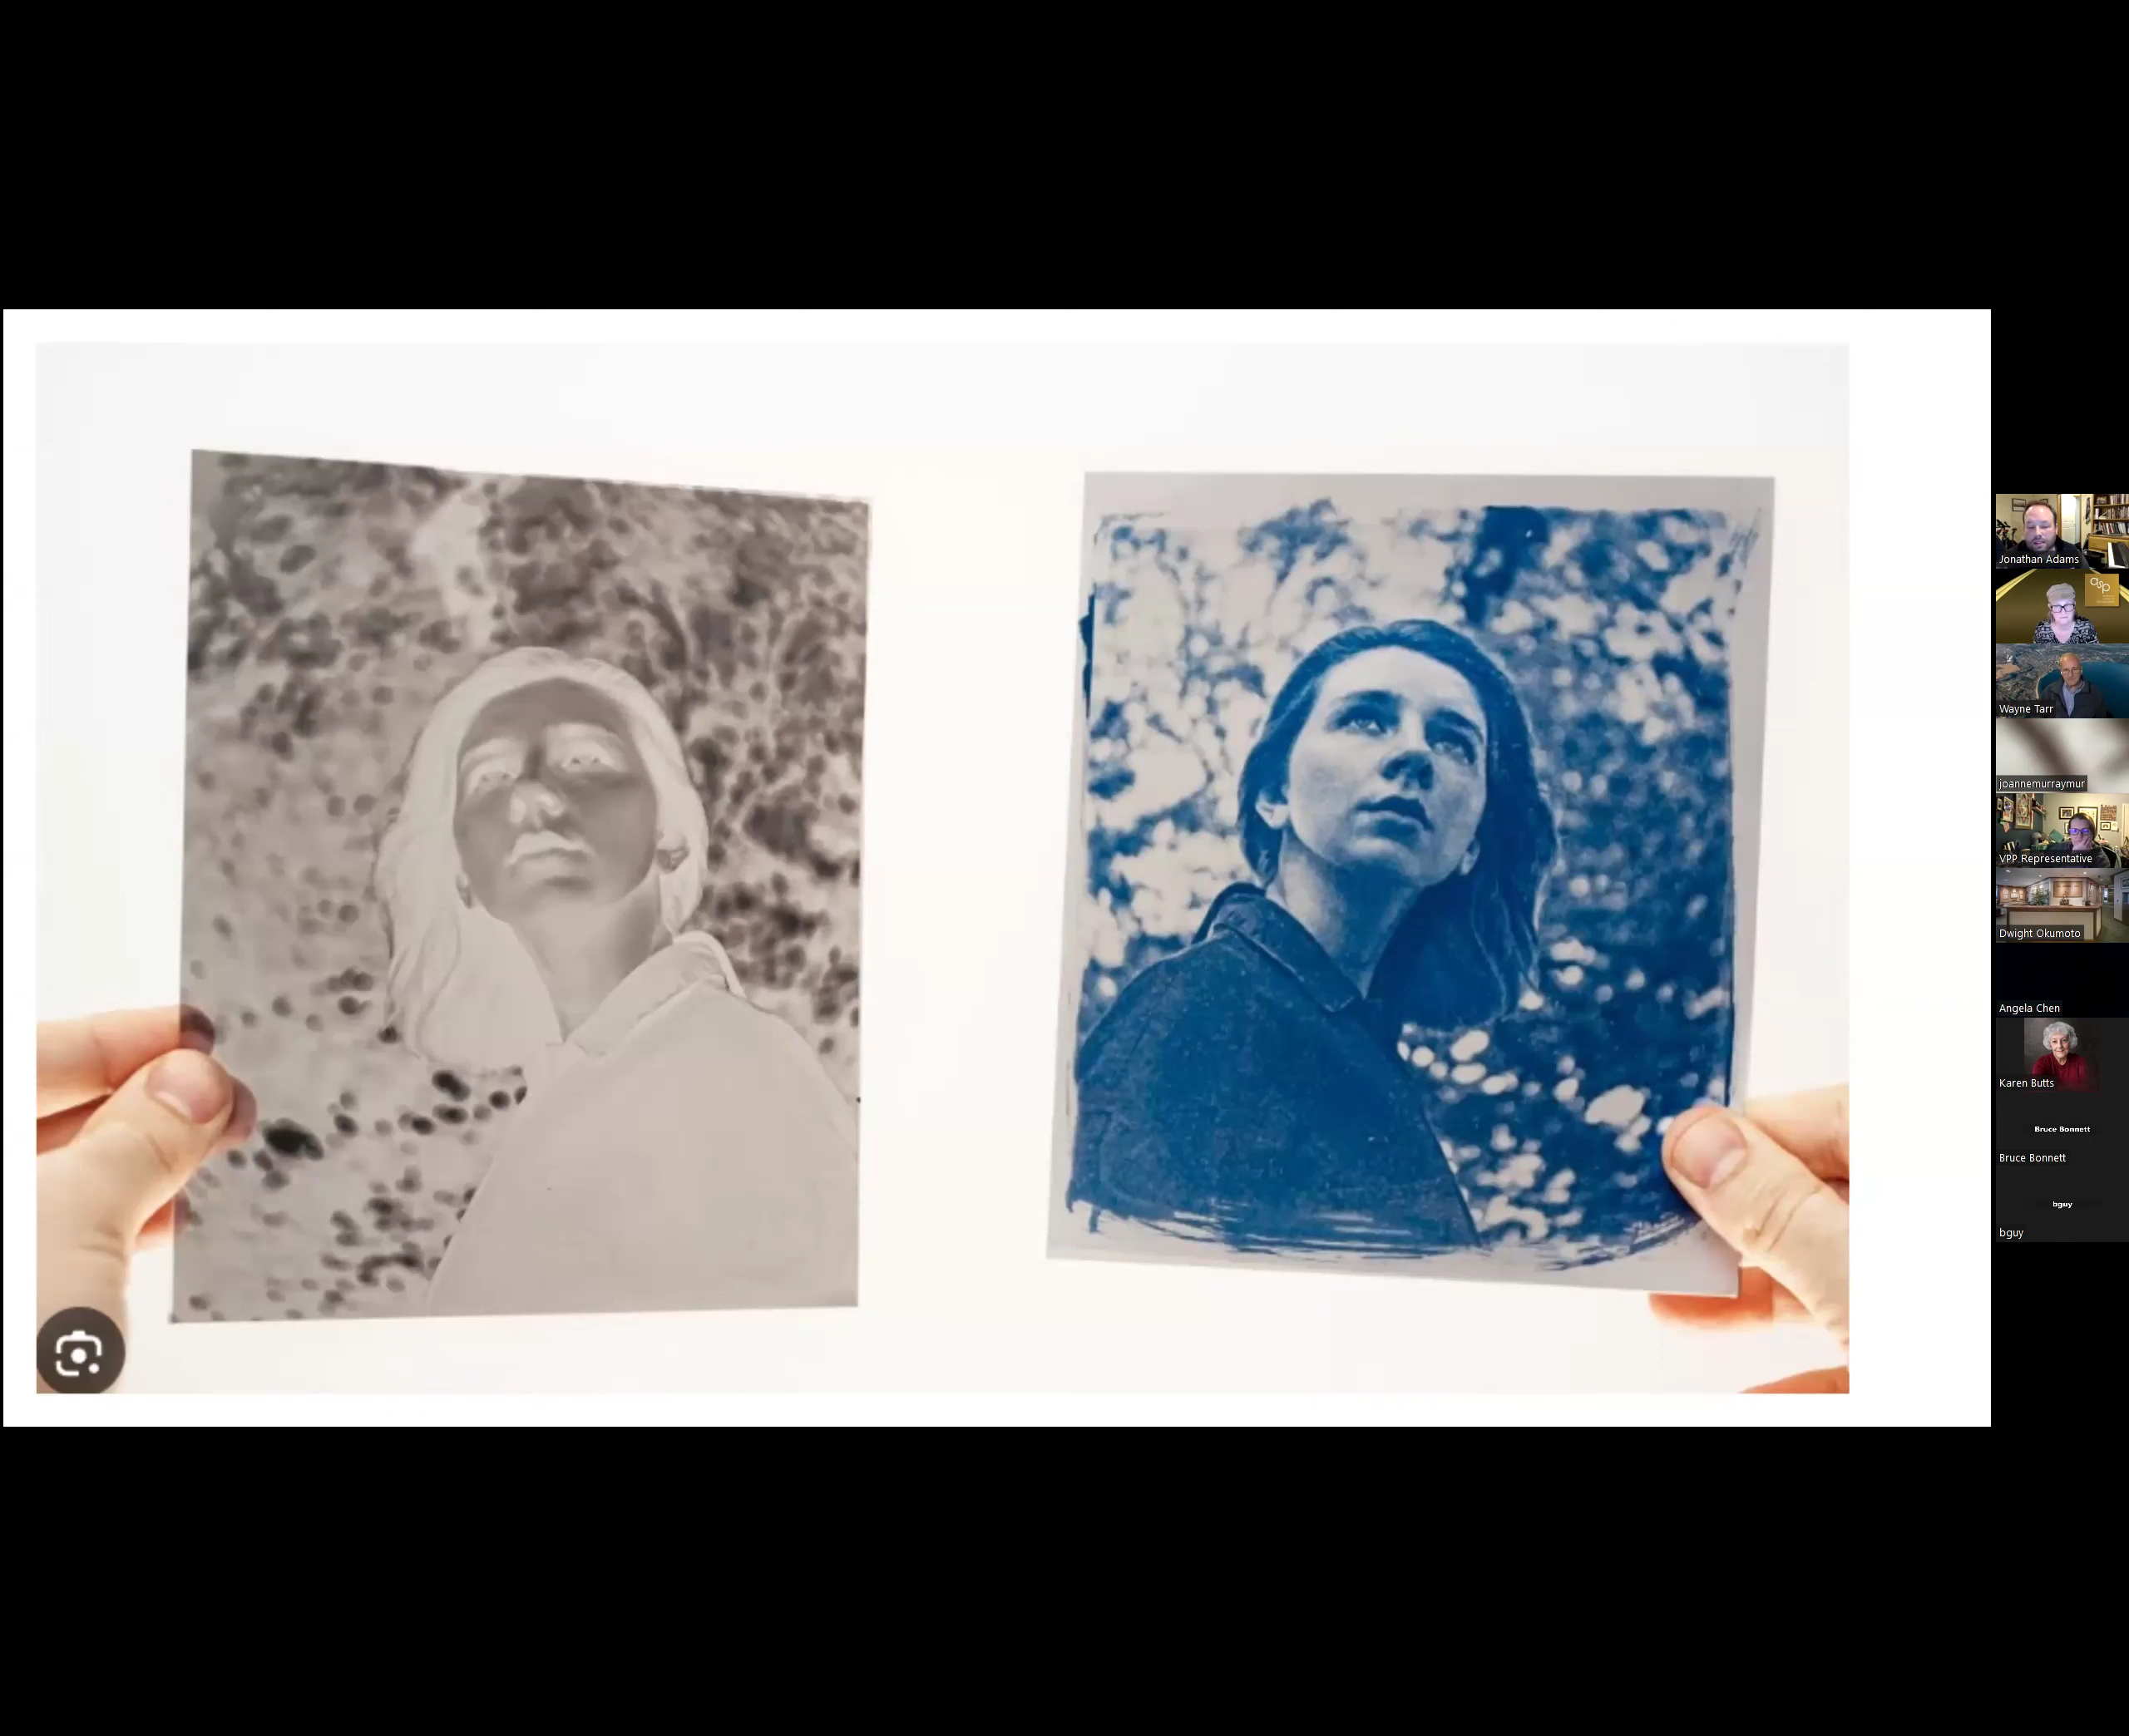 Jonathan Adams
asp
Wayne Tarr
joannemurraymur
VPP Representative
Dwight Okumoto
Angela Chen
Karen Butts
Bruce Bonnett
Bruce Bonnett
bguy
bguy